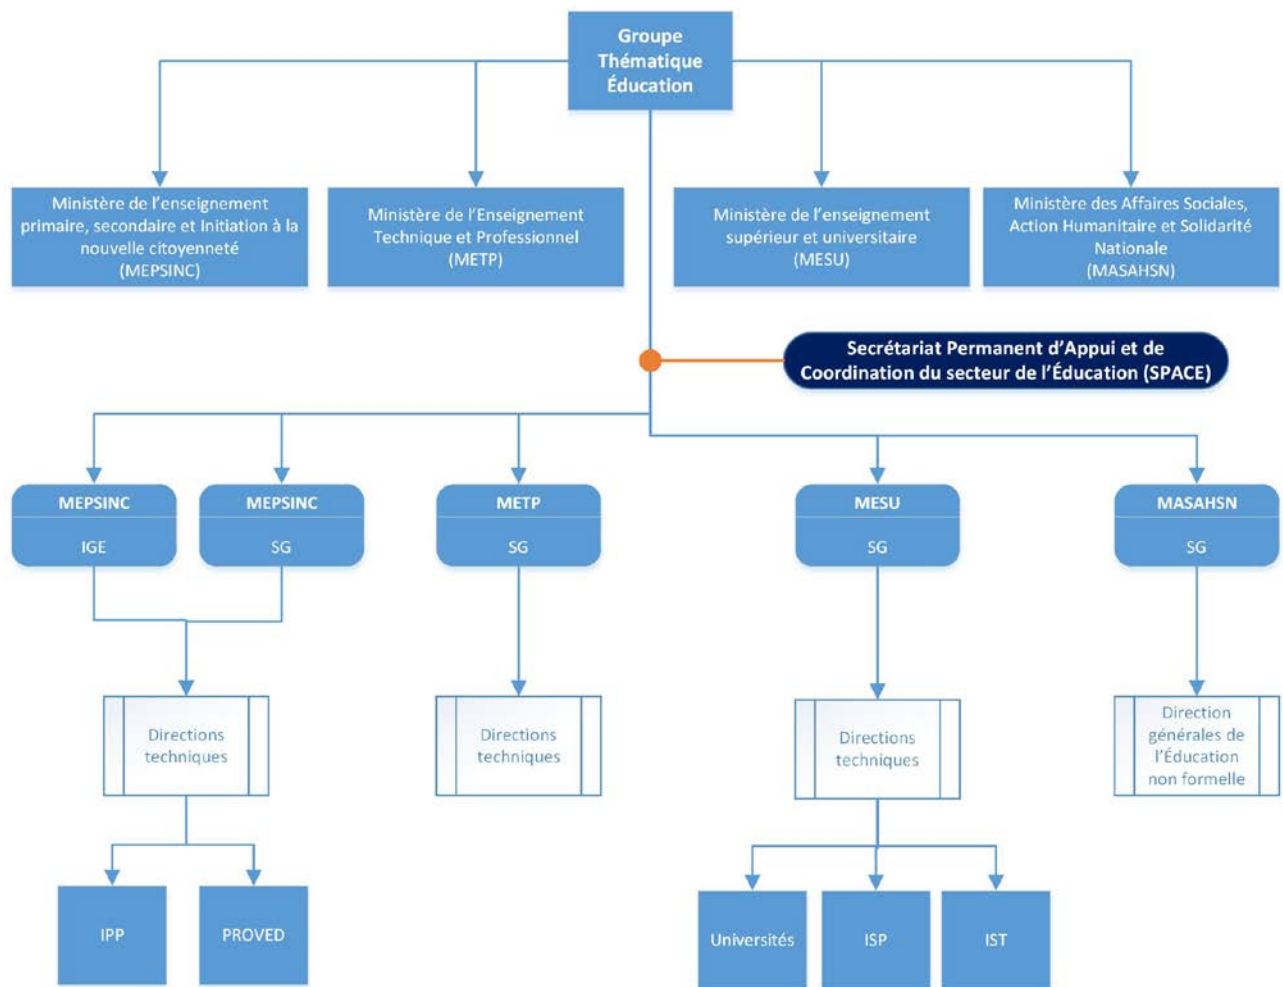 Groupe
Thématique
Éducation
Ministère de l'enseignement
primaire, secondaire et Initiation à la
nouvelle citoyenneté
(MEPSINC)
Ministère de l'Enseignement
Technique et Professionnel
(METP)
Ministère de l'enseignement
supérieur et universitaire
(MESU)
Ministère des Affaires Sociales,
Action Humanitaire et Solidarité
Nationale
(MASAHSN)
Secrétariat Permanent d'Appui et de
Coordination du secteur de l'Éducation (SPACE)
MEPSINC
IGE
MEPSINC
SG
METP
SG
MESU
SG
MASAHSN
SG
Directions
techniques
Directions
techniques
Directions
techniques
Direction
générales de
l'Éducation
non formelle
IPP
PROVED
Universités
ISP
IST